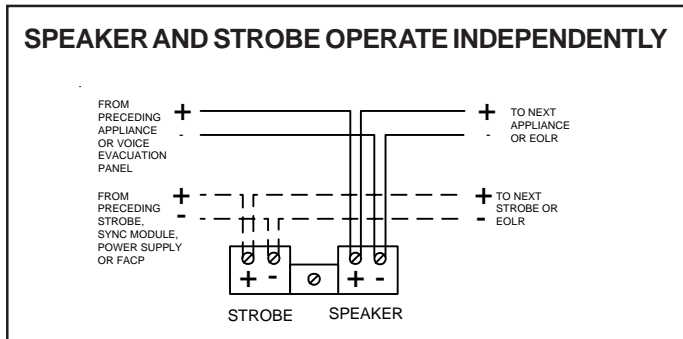 SPEAKER AND STROBE OPERATE INDEPENDENTLY
FROM
PRECEDING
APPLIANCE
OR VOICE
EVACUATION
PANEL
+
-
+
-
TO NEXT
APPLIANCE
OR EOLR
FROM
PRECEDING
STROBE,
SYNC MODULE,
POWER SUPPLY
OR FACP
+
-
+
-
TO NEXT
STROBE OR
EOLR
+ - + -
STROBE SPEAKER